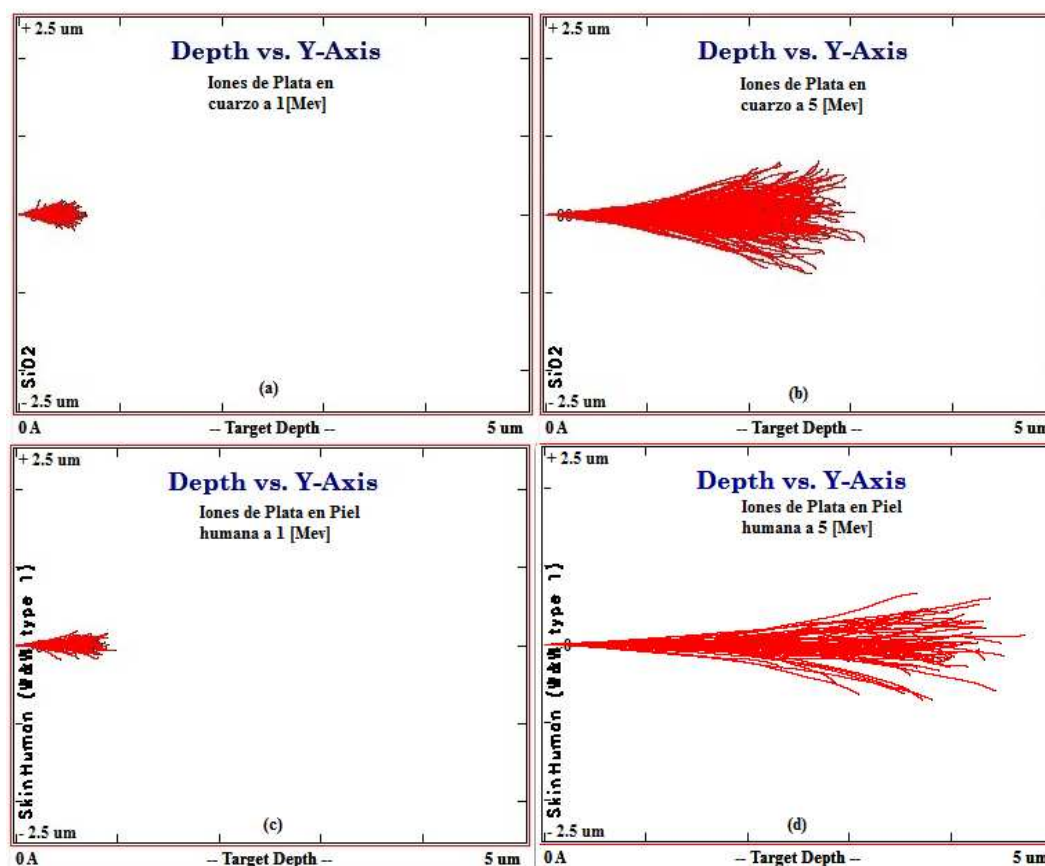 + 2.5 um
Depth vs. Y-Axis
Iones de Plata en
cuarzo a 1[Mev]
SiO2
(a)
- 2.5 um
0 A
-- Target Depth --
5 um
+ 2.5 um
Depth vs. Y-Axis
Iones de Plata en
cuarzo a 5 [Mev]
SiO2
(b)
- 2.5 um
0 A
-- Target Depth --
5 um
+ 2.5 um
Depth vs. Y-Axis
Iones de Plata en Piel
humana a 1 [Mev]
SkinHuman (W&W type 1)
(c)
- 2.5 um
0 A
-- Target Depth --
5 um
+ 2.5 um
Depth vs. Y-Axis
Iones de Plata en Piel
humana a 5 [Mev]
SkinHuman (W&W type 1)
(d)
- 2.5 um
0 A
-- Target Depth --
5 um